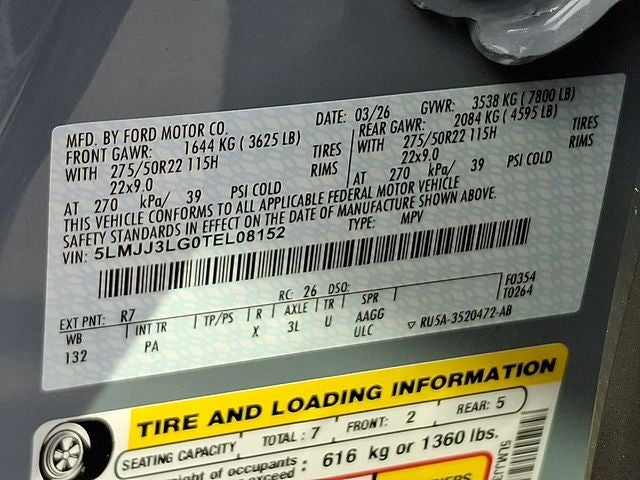 MFD. BY FORD MOTOR CO.
DATE: 03/26 GVWR: 3538 KG ( 7800 LB)
FRONT GAWR: 1644 KG ( 3625 LB)
REAR GAWR: 2084 KG ( 4595 LB)
WITH 275/50R22 115H TIRES
WITH 275/50R22 115H TIRES
22x9.0 RIMS
22x9.0 RIMS
AT 270 kPa/ 39 PSI COLD
AT 270 kPa/ 39 PSI COLD
THIS VEHICLE CONFORMS TO ALL APPLICABLE FEDERAL MOTOR VEHICLE
SAFETY STANDARDS IN EFFECT ON THE DATE OF MANUFACTURE SHOWN ABOVE.
VIN: 5LMJJ3LG0TEL08152 TYPE: MPV
EXT PNT: R7 RC: 26 DSO: F0354
T0264
WB INT TR TP/PS R AXLE TR SPR
132 PA X 3L U AAGG
ULC ▽ RU5A-3520472-AB
TIRE AND LOADING INFORMATION
SEATING CAPACITY TOTAL : 7 FRONT: 2 REAR: 5
ght of occupants
exceed : 616 kg or 1360 lbs.
5LMJJ3